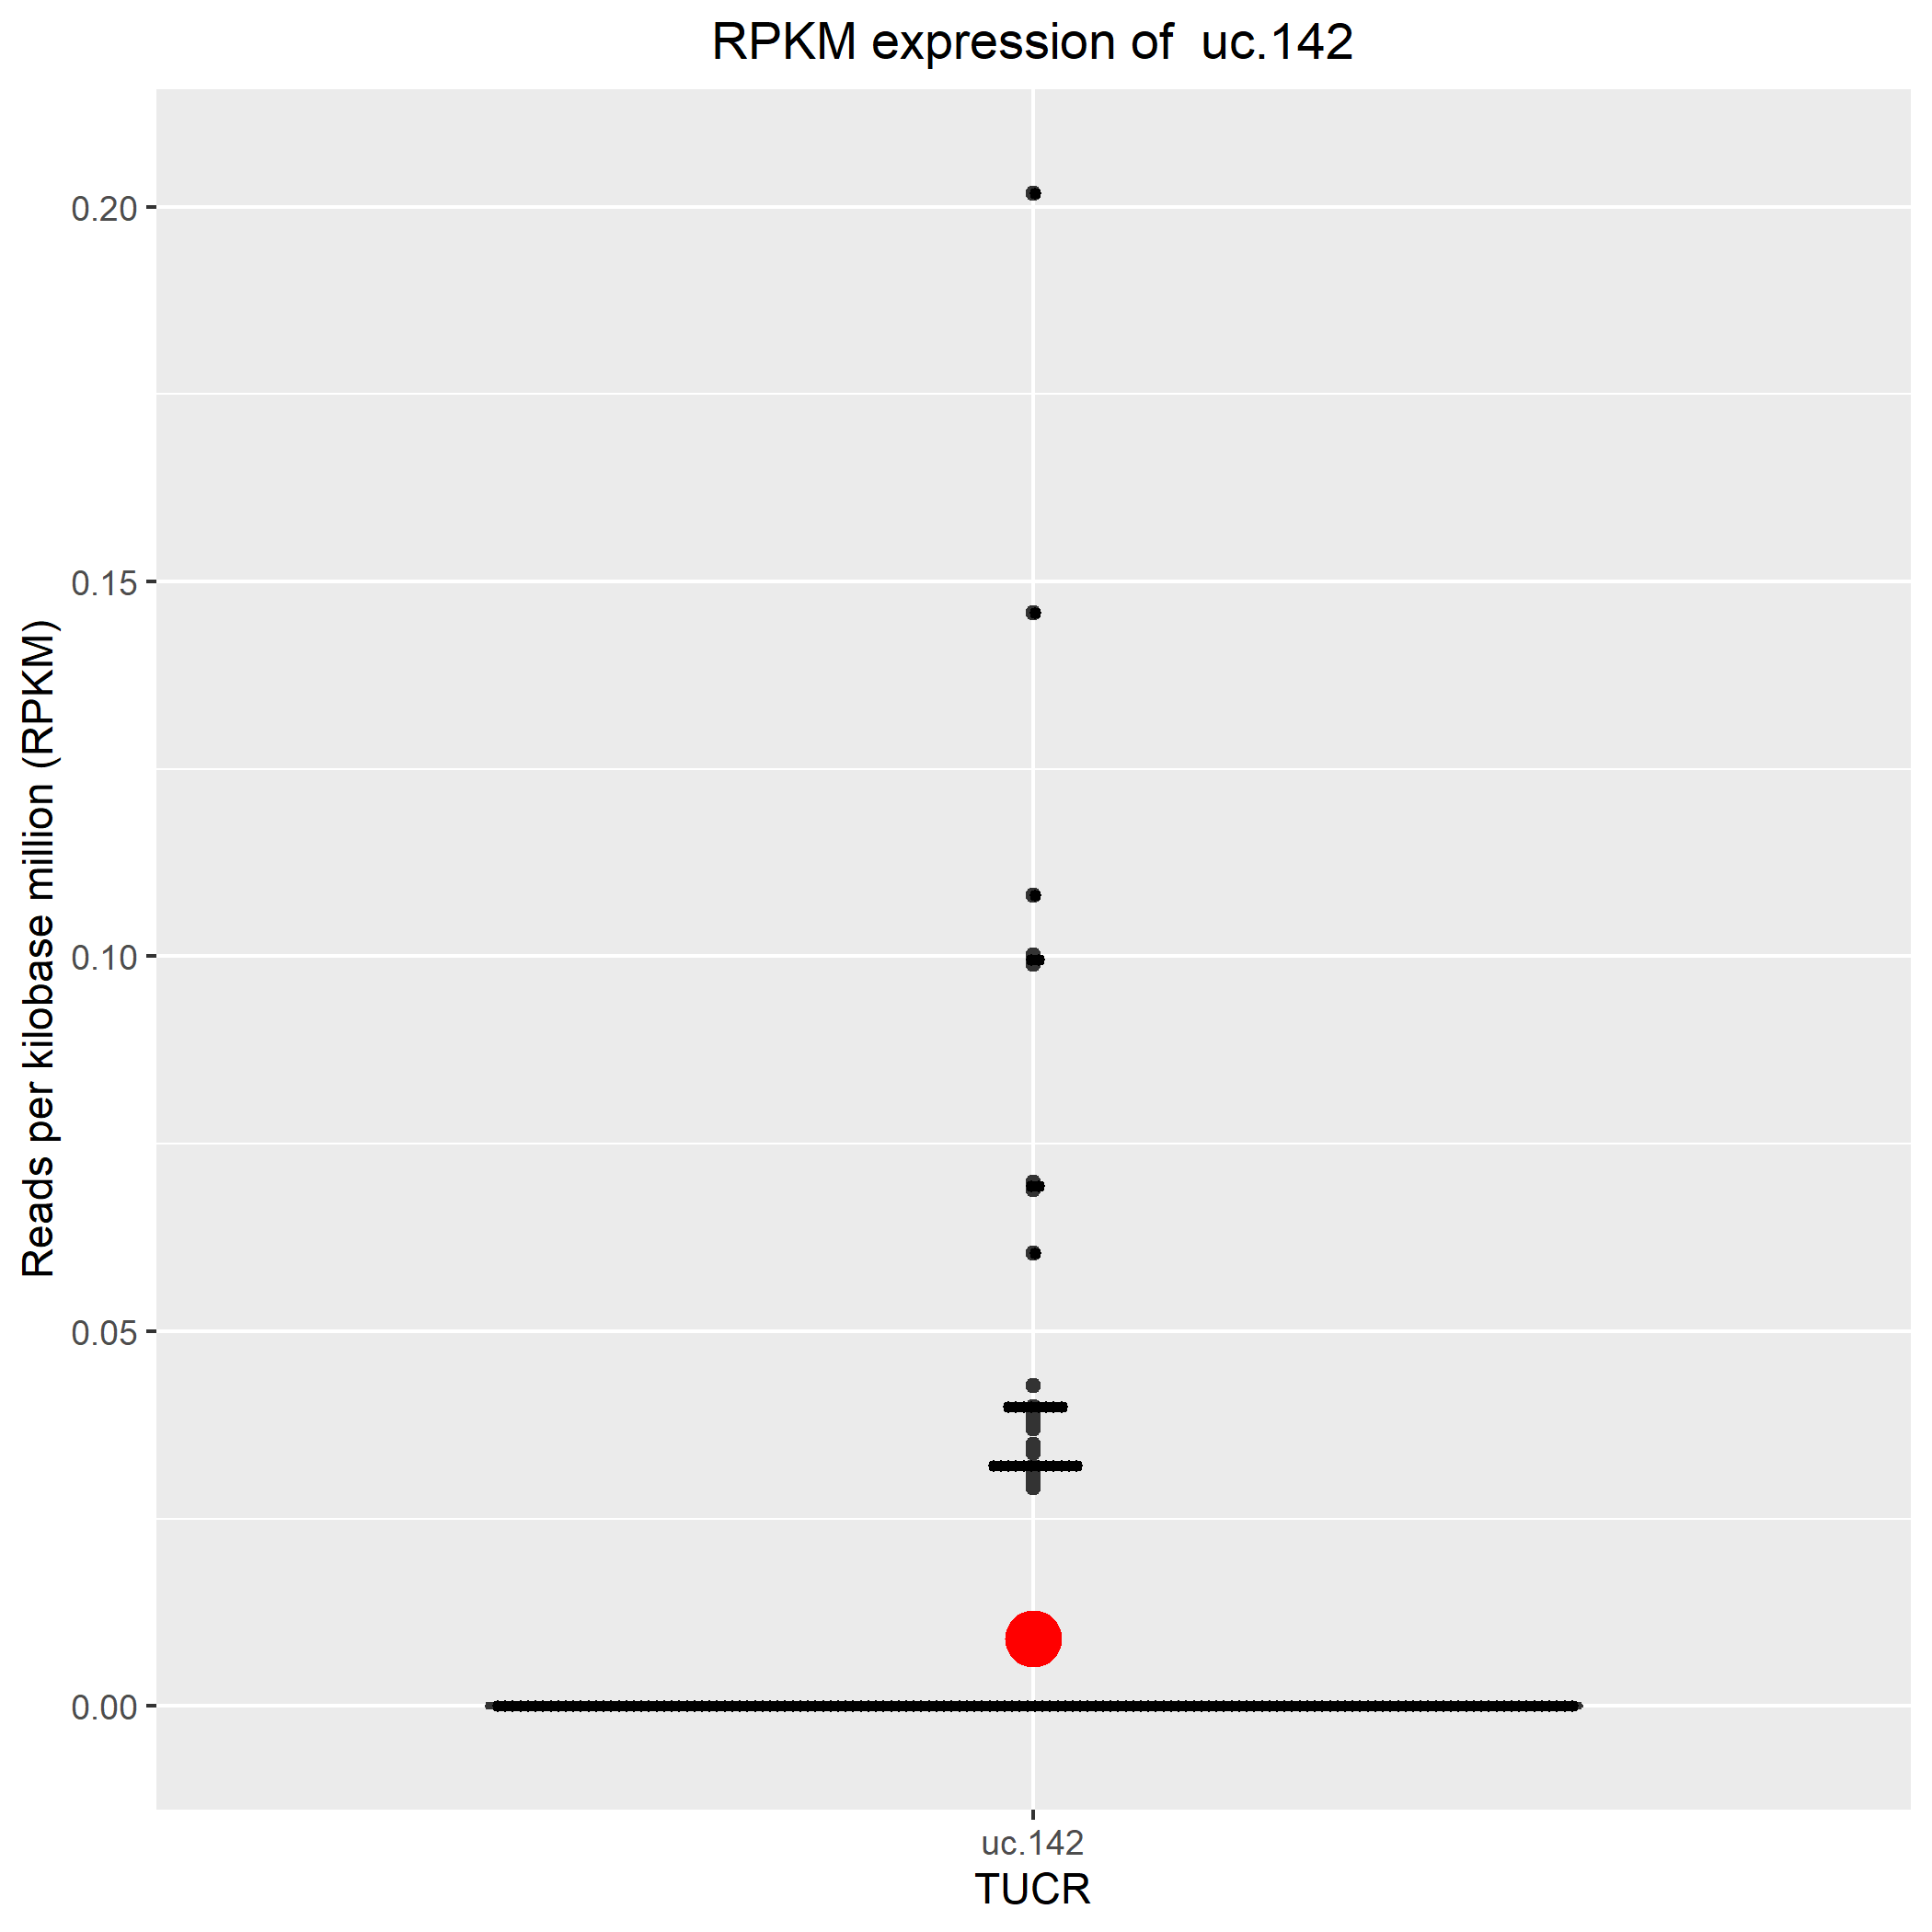 RPKM expression of  uc.142
Reads per kilobase million (RPKM)
0.20
0.15
0.10
0.05
0.00
uc.142
TUCR